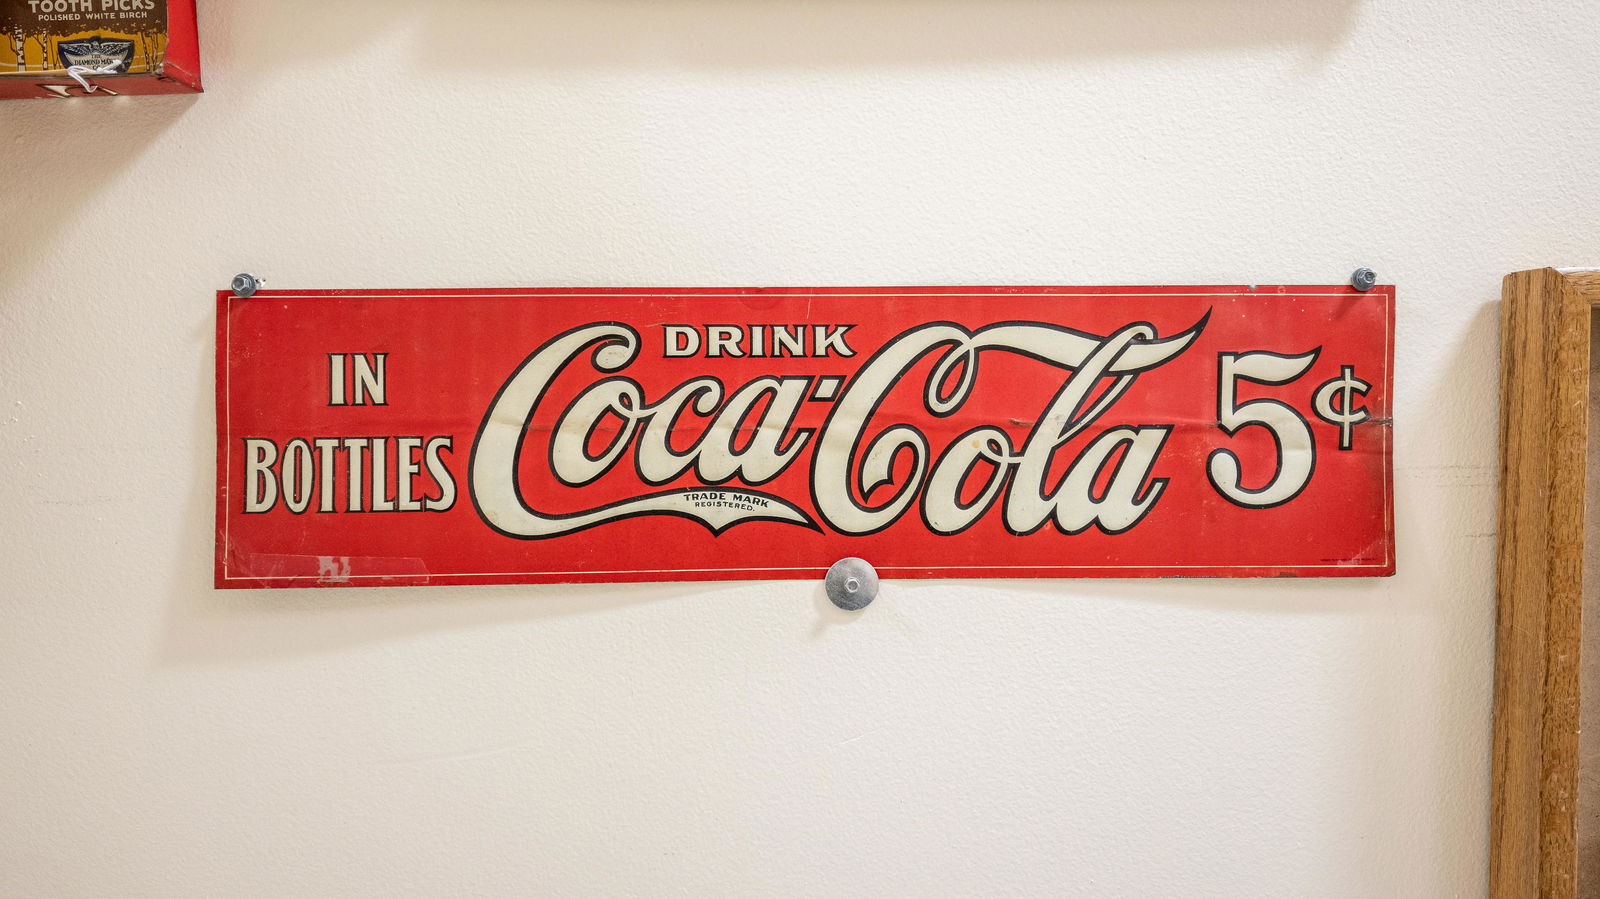 TOOTH PICKS
POLISHED WHITE BIRCH
IN
BOTTLES
DRINK
Coca-Cola
TRADE MARK
REGISTERED.
5¢